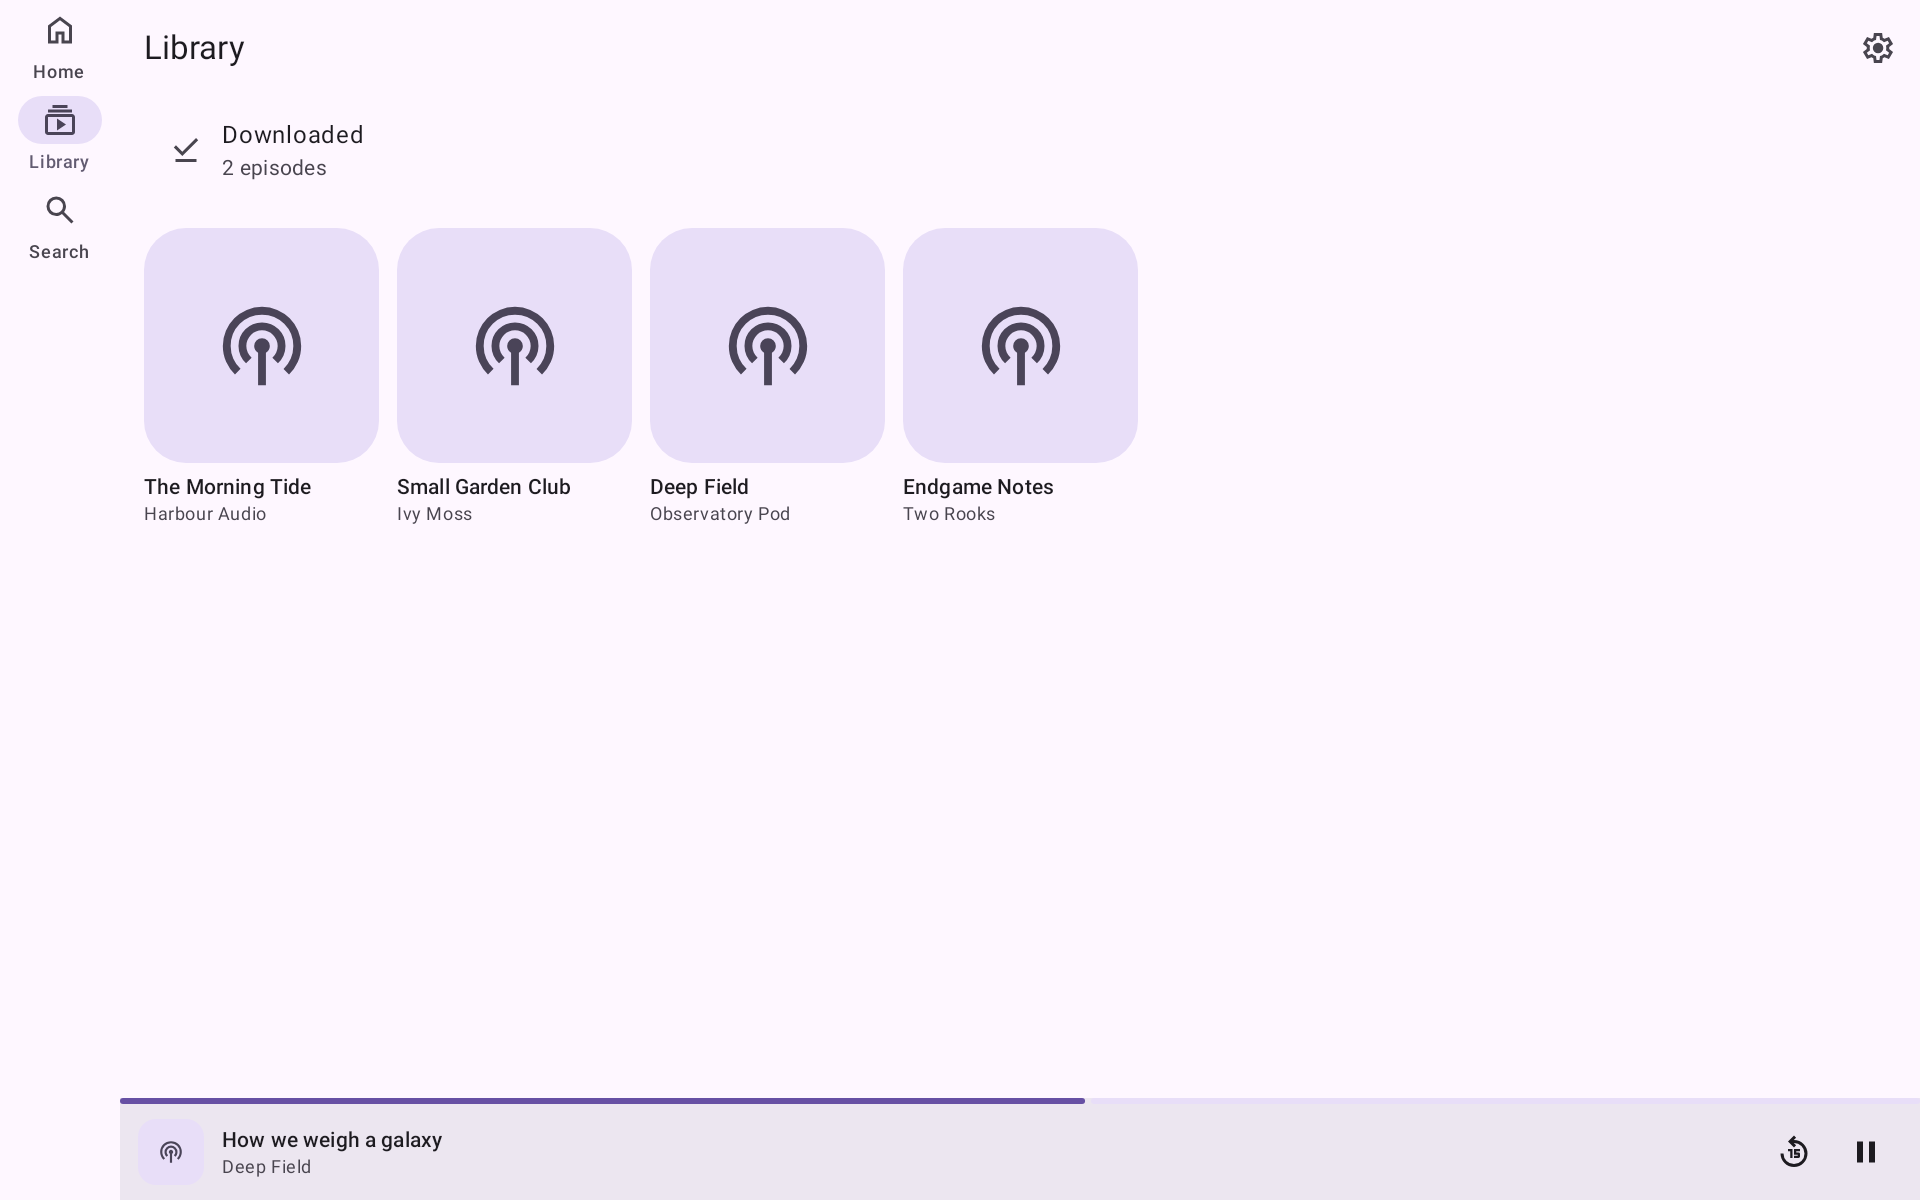 Home
Library
Search
Library
Downloaded
2 episodes
The Morning Tide
Harbour Audio
Small Garden Club
Ivy Moss
Deep Field
Observatory Pod
Endgame Notes
Two Rooks
How we weigh a galaxy
Deep Field
15